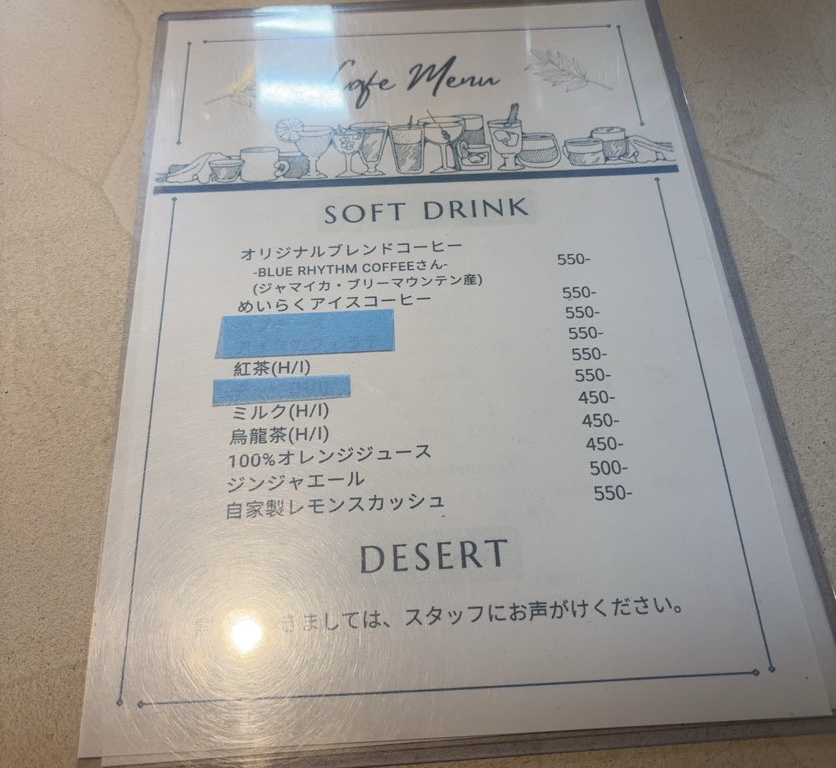 Cafe Menu
SOFT DRINK
オリジナルブレンドコーヒー
-BLUE RHYTHM COFFEEさん- 550-
(ジャマイカ・ブリーマウンテン産)
めいらくアイスコーヒー 550-
550-
550-
紅茶(H/I) 550-
550-
ミルク(H/I) 450-
烏龍茶(H/I) 450-
100%オレンジジュース 450-
ジンジャエール 500-
自家製レモンスカッシュ 550-
DESERT
きましては、スタッフにお声がけください。